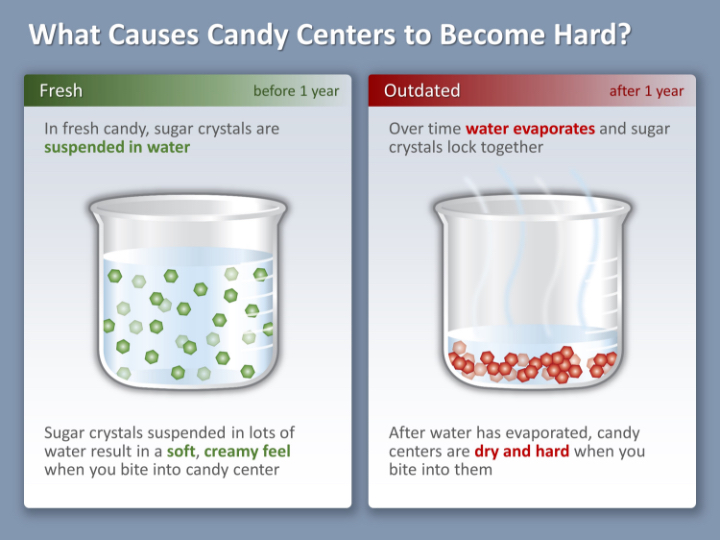 What Causes Candy Centers to Become Hard?
Fresh
before 1 year
In fresh candy, sugar crystals are
suspended in water
Sugar crystals suspended in lots of
water result in a soft, creamy feel
when you bite into candy center
Outdated
after 1 year
Over time water evaporates and sugar
crystals lock together
After water has evaporated, candy
centers are dry and hard when you
bite into them